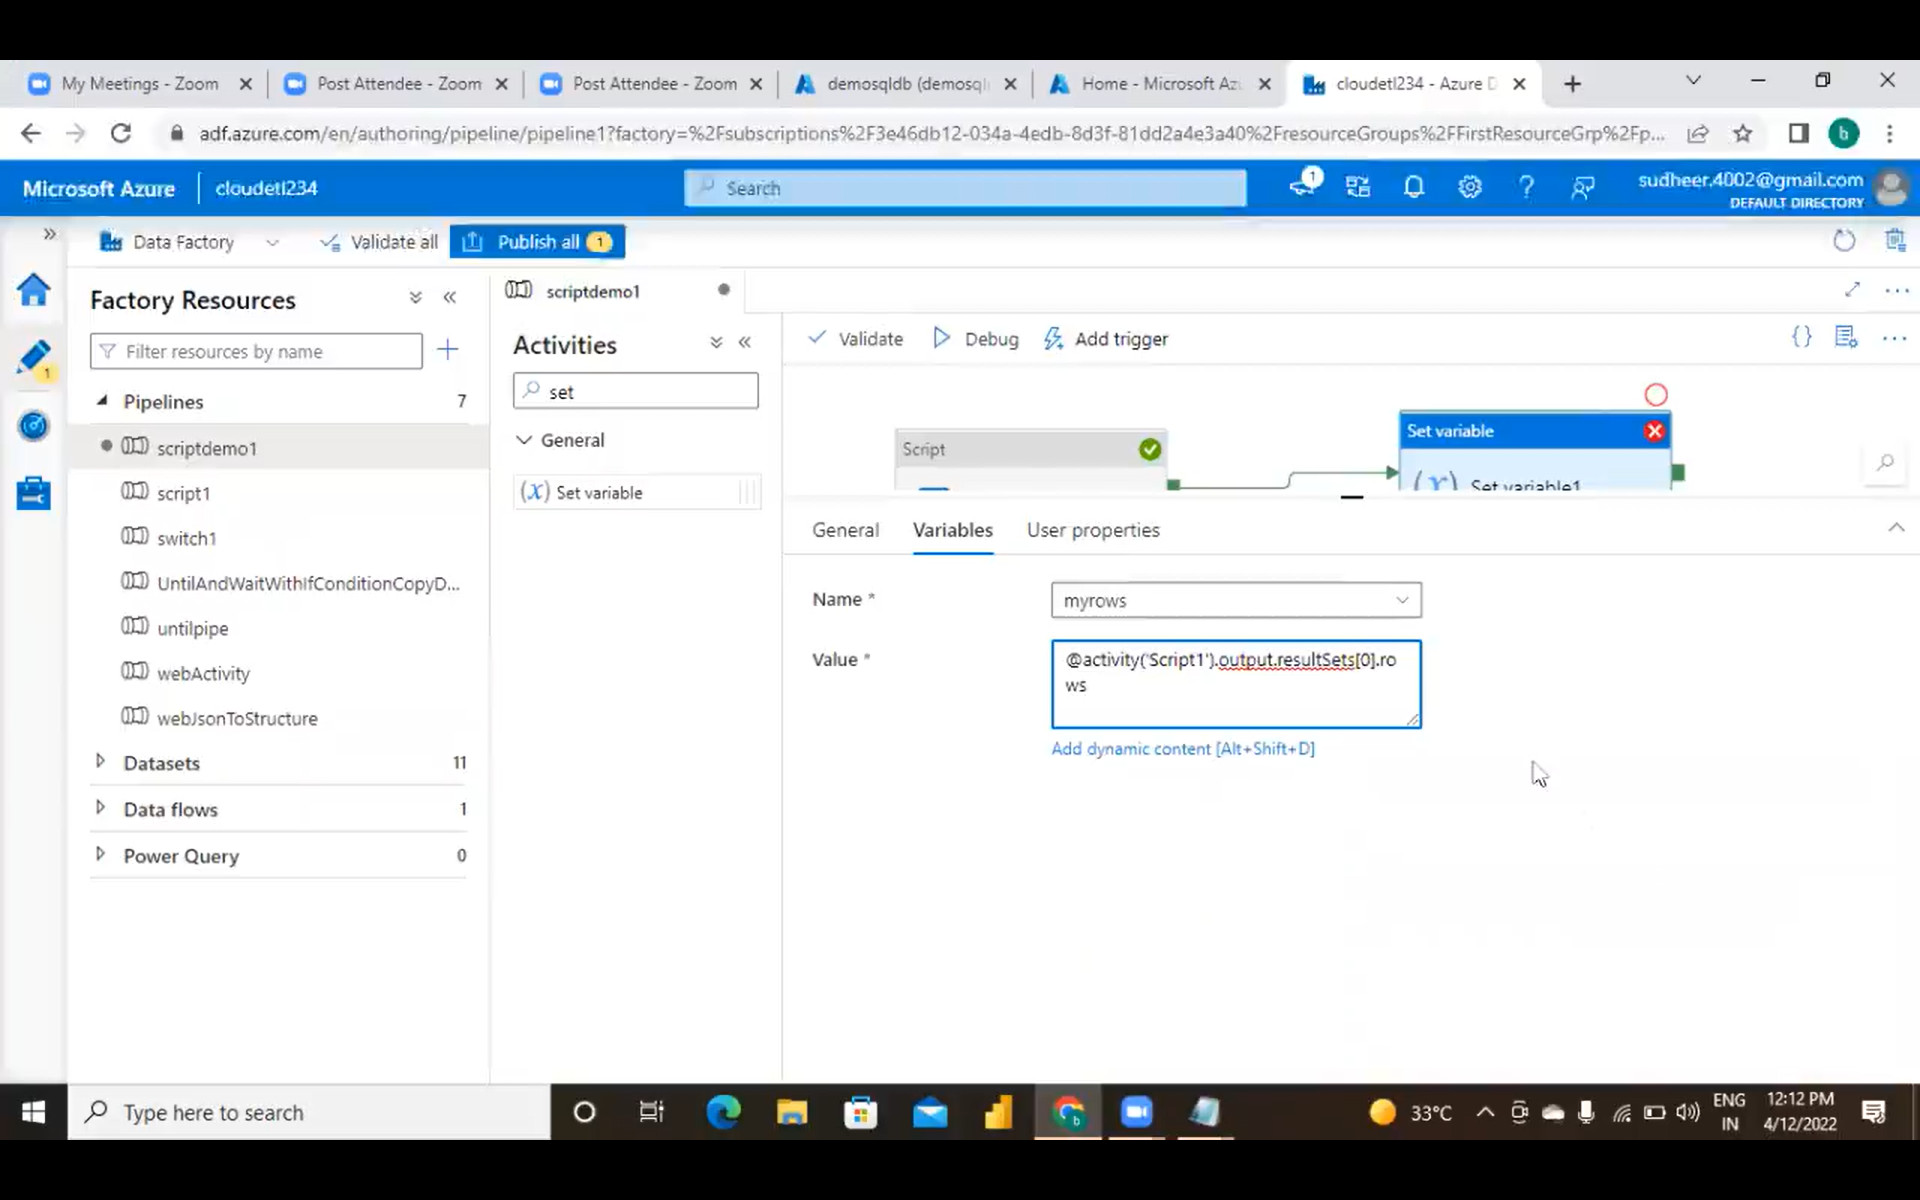 My Meetings - Zoom
Post Attendee - Zoom
Post Attendee - Zoom
demosqldb (demosql
Home - Microsoft Az
cloudetl234 - Azure D
adf.azure.com/en/authoring/pipeline/pipeline1?factory=%2Fsubscriptions%2F3e46db12-034a-4edb-8d3f-81dd2a4e3a40%2FresourceGroups%2FFirstResourceGrp%2Fp...
b
Microsoft Azure
cloudetl234
Search
1
?
sudheer.4002@gmail.com
DEFAULT DIRECTORY
Data Factory
Validate all
Publish all 1
Factory Resources
Filter resources by name
1
Pipelines 7
scriptdemo1
script1
switch1
UntilAndWaitWithIfConditionCopyD...
untilpipe
webActivity
webJsonToStructure
Datasets 11
Data flows 1
Power Query 0
scriptdemo1
Activities
set
General
(x) Set variable
Validate
Debug
Add trigger
{}
Script
Set variable
(x) Set variable1
General
Variables
User properties
Name *
myrows
Value *
@activity('Script1').output.resultSets[0].ro
ws
Add dynamic content [Alt+Shift+D]
Type here to search
b
33°C
ENG
IN
12:12 PM
4/12/2022